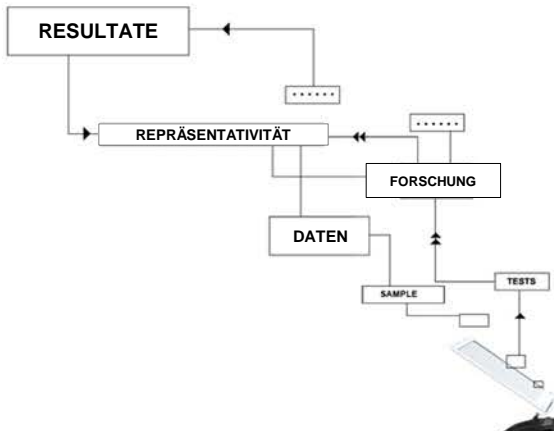 RESULTATE
······
······
REPRÄSENTATIVITÄT
FORSCHUNG
DATEN
TESTS
SAMPLE